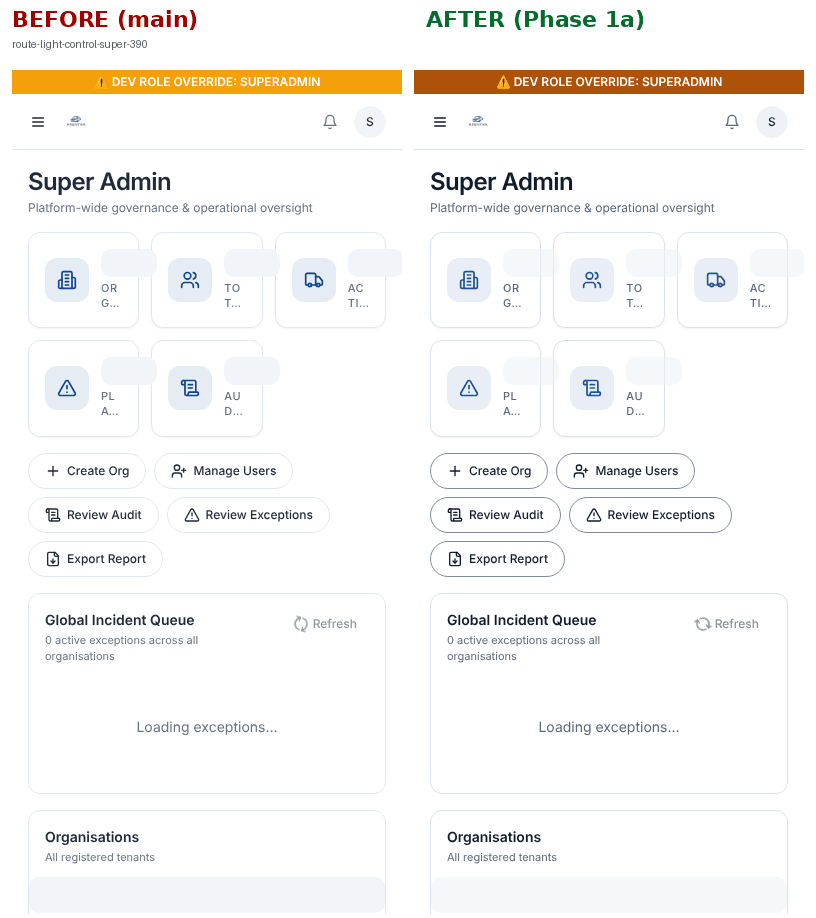 BEFORE (main)
route-light-control-super-390
⚠ DEV ROLE OVERRIDE: SUPERADMIN
S
Super Admin
Platform-wide governance & operational oversight
OR
G...
TO
T...
AC
TI...
PL
A...
AU
D...
Create Org
Manage Users
Review Audit
Review Exceptions
Export Report
Global Incident Queue
Refresh
0 active exceptions across all
organisations
Loading exceptions...
Organisations
All registered tenants
AFTER (Phase 1a)
⚠ DEV ROLE OVERRIDE: SUPERADMIN
S
Super Admin
Platform-wide governance & operational oversight
OR
G...
TO
T...
AC
TI...
PL
A...
AU
D...
Create Org
Manage Users
Review Audit
Review Exceptions
Export Report
Global Incident Queue
Refresh
0 active exceptions across all
organisations
Loading exceptions...
Organisations
All registered tenants